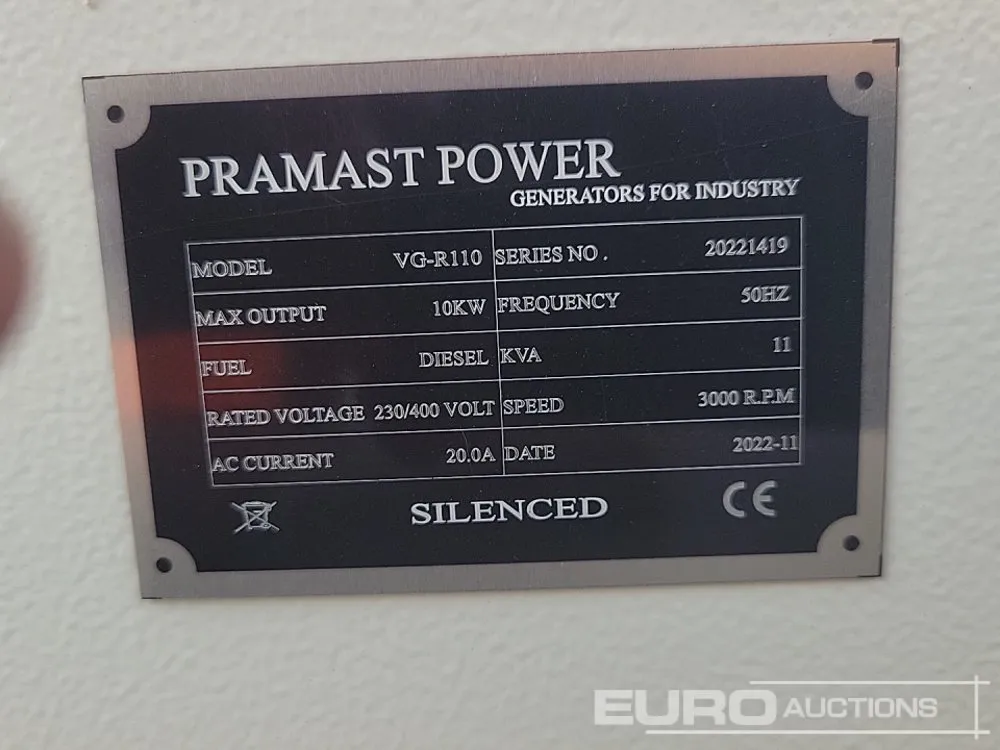 PRAMAST POWER
GENERATORS FOR INDUSTRY
MODEL VG-R110 SERIES NO. 20221419
MAX OUTPUT 10KW FREQUENCY 50HZ
FUEL DIESEL KVA 11
RATED VOLTAGE 230/400 VOLT SPEED 3000 R.P.M
AC CURRENT 20.0A DATE 2022-11
SILENCED CE
EURO AUCTIONS